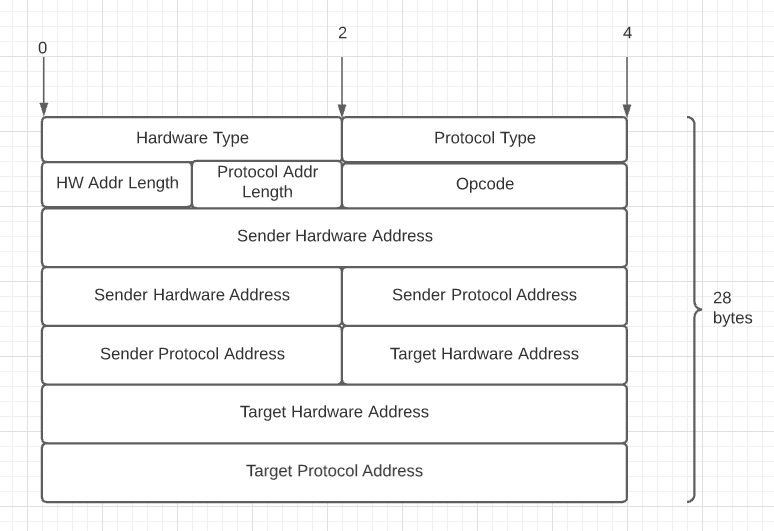 0
2
4
Hardware Type
Protocol Type
HW Addr Length
Protocol Addr
Length
Opcode
Sender Hardware Address
Sender Hardware Address
Sender Protocol Address
Sender Protocol Address
Target Hardware Address
Target Hardware Address
Target Protocol Address
28
bytes